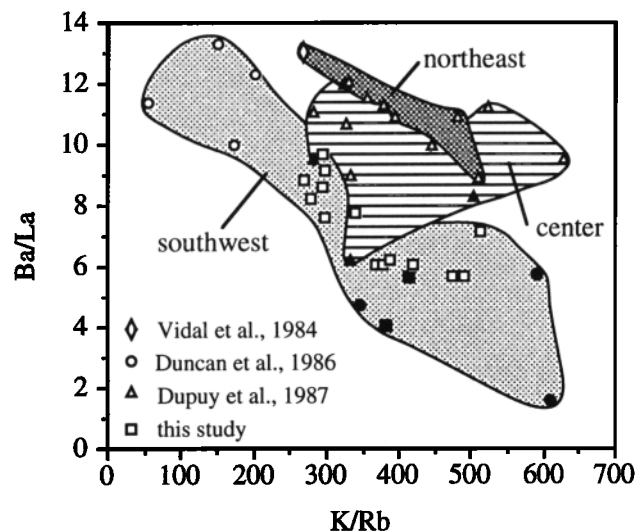 14
12
10
8
6
4
2
0
Ba/La
northeast
center
southwest
Vidal et al., 1984
Duncan et al., 1986
Dupuy et al., 1987
this study
0 100 200 300 400 500 600 700
K/Rb